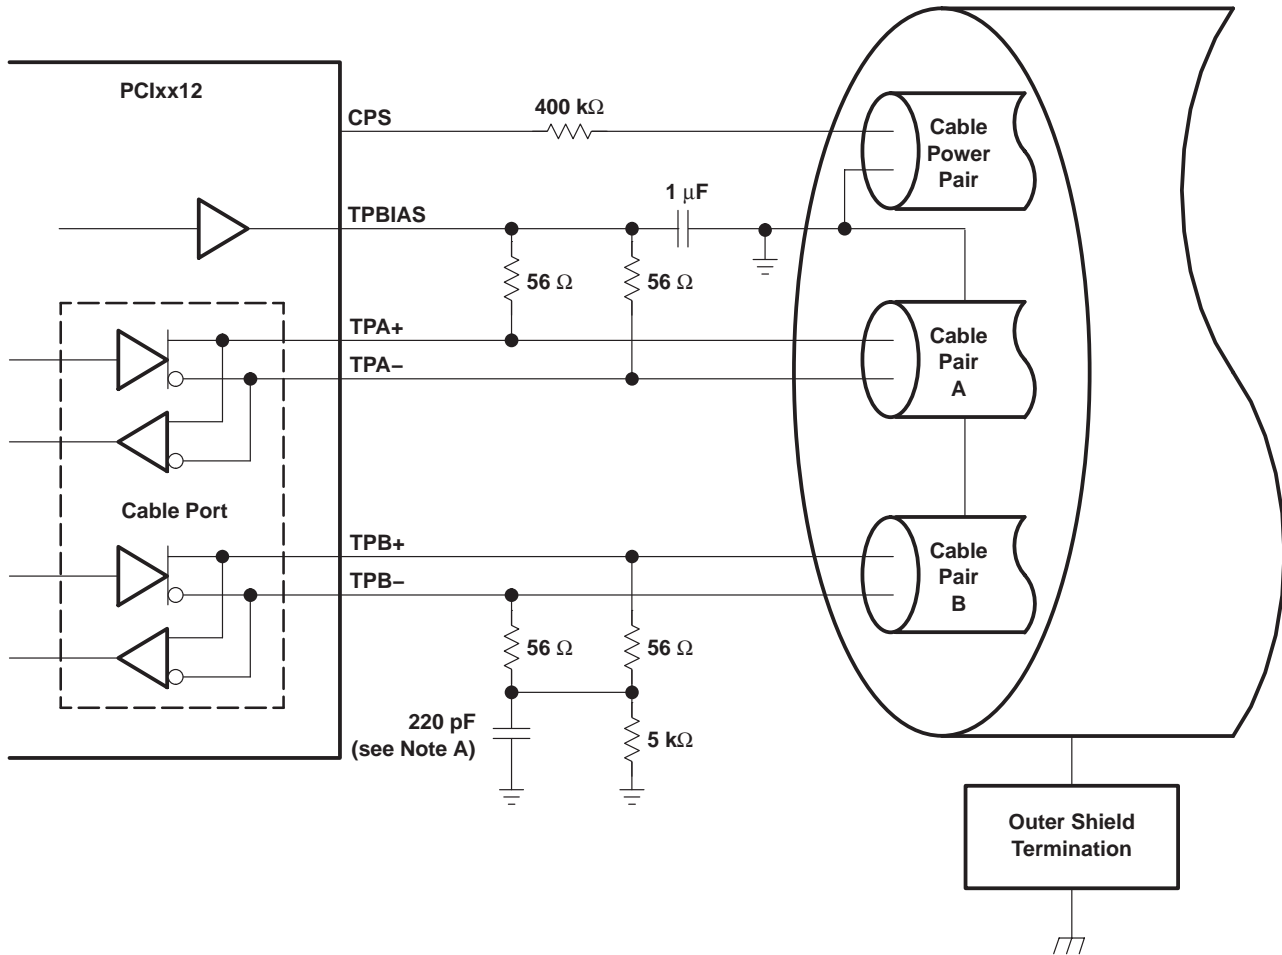 PCIxx12
CPS
400 kΩ
Cable
Power
Pair
TPBIAS
1 μF
56 Ω
56 Ω
TPA+
TPA–
Cable
Pair
A
Cable Port
TPB+
TPB–
Cable
Pair
B
56 Ω
56 Ω
220 pF
(see Note A)
5 kΩ
Outer Shield
Termination